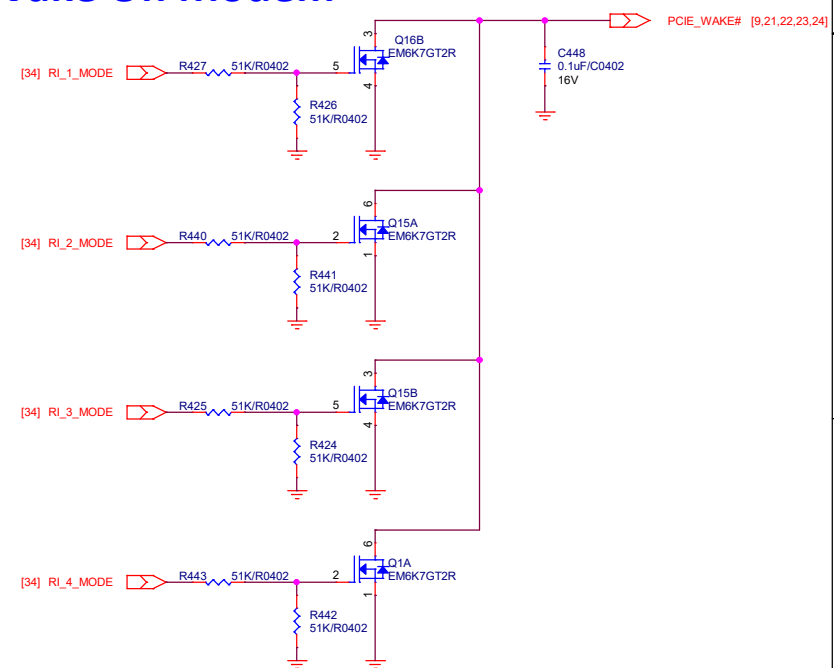 Wake on Modem
PCIE_WAKE# [9,21,22,23,24]
3
Q16B
EM6K7GT2R
C448
0.1uF/C0402
16V
[34] RI_1_MODE
R427 51K/R0402
5
4
R426
51K/R0402
6
Q15A
EM6K7GT2R
[34] RI_2_MODE
R440 51K/R0402
2
1
R441
51K/R0402
3
Q15B
EM6K7GT2R
[34] RI_3_MODE
R425 51K/R0402
5
4
R424
51K/R0402
6
Q1A
EM6K7GT2R
[34] RI_4_MODE
R443 51K/R0402
2
1
R442
51K/R0402